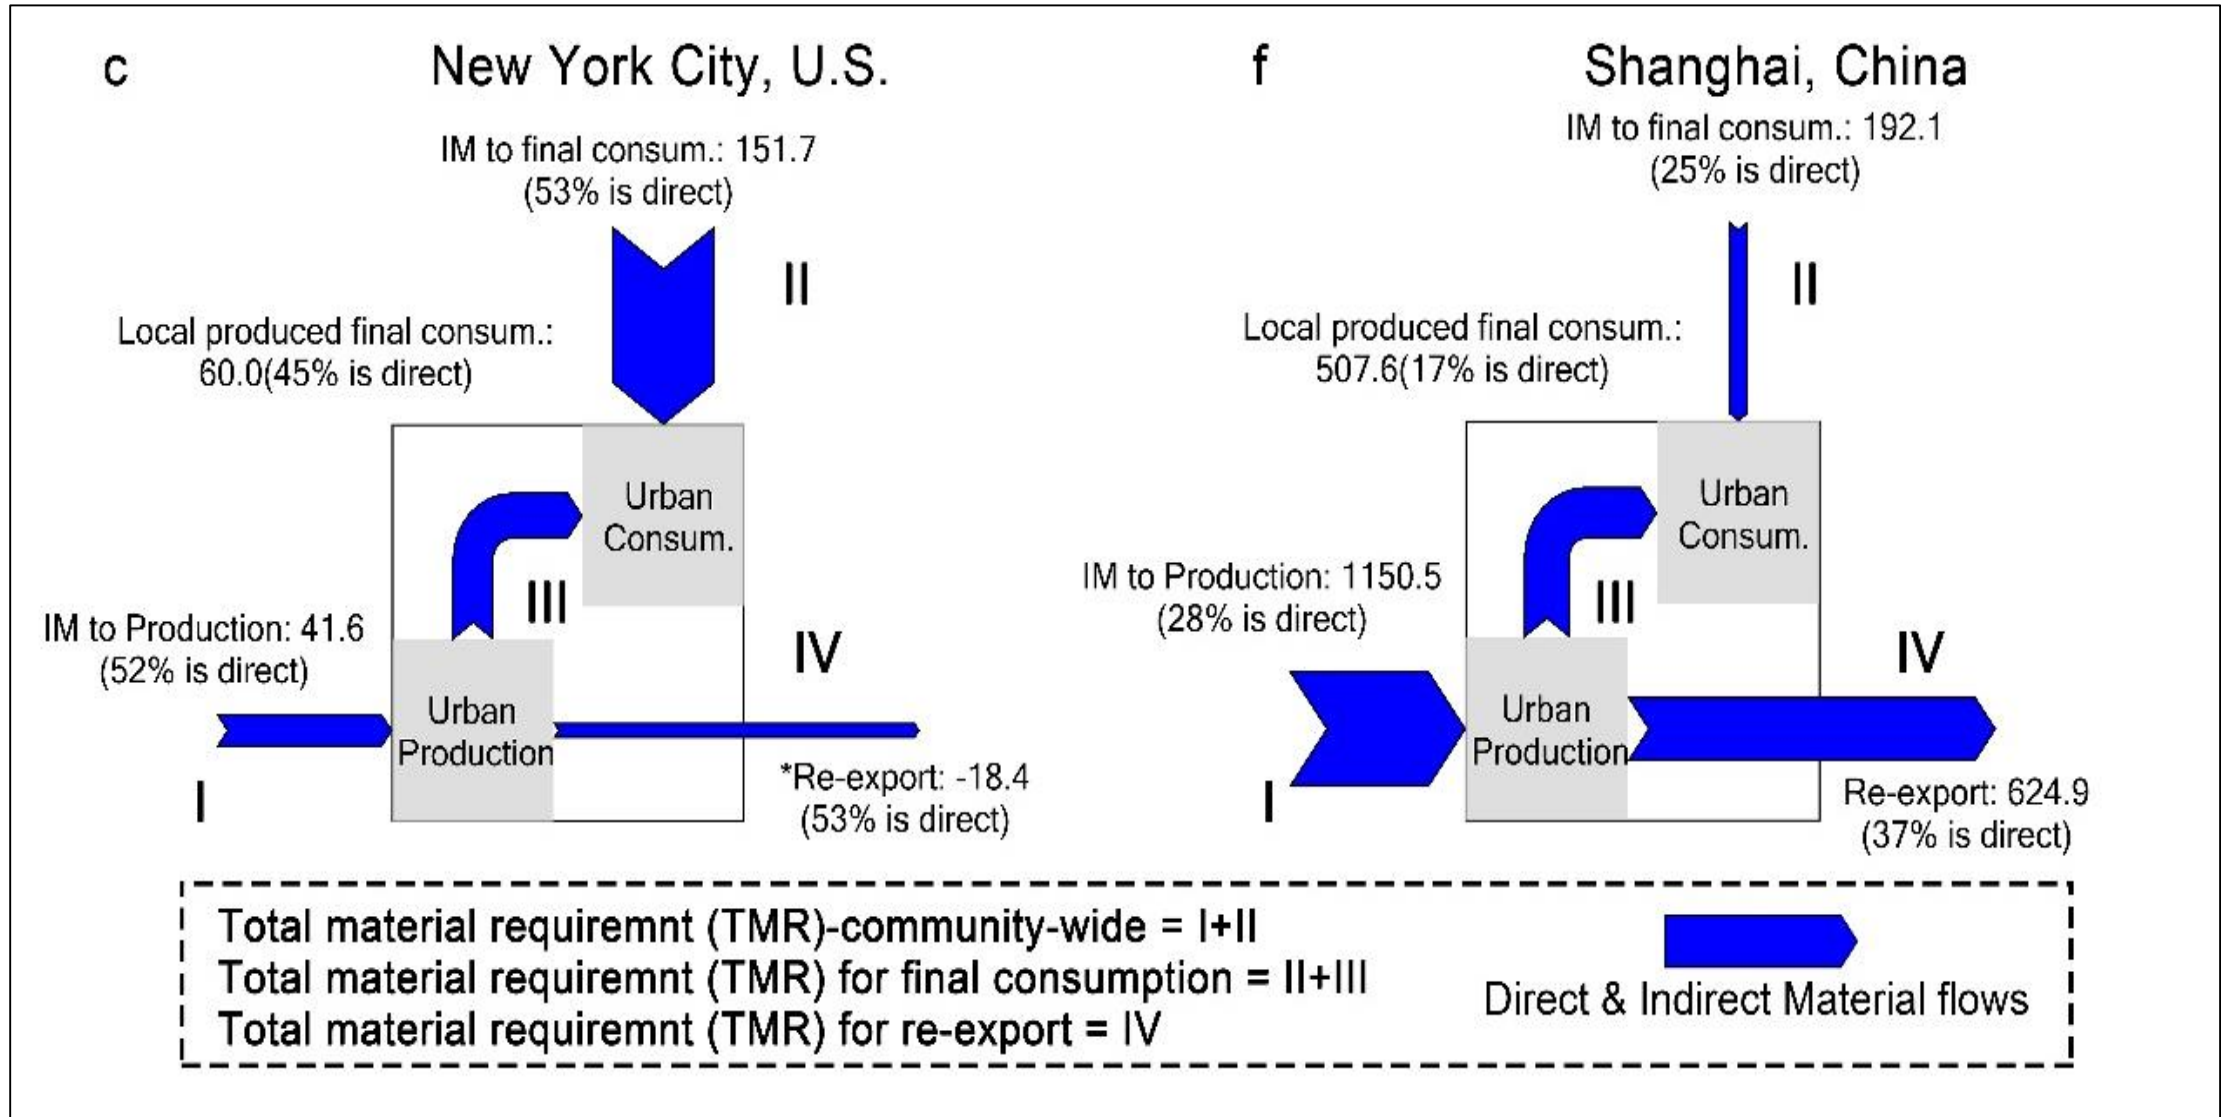 c
New York City, U.S.
IM to final consum.: 151.7
(53% is direct)
II
Local produced final consum.:
60.0(45% is direct)
Urban
Consum.
III
IM to Production: 41.6
(52% is direct)
IV
Urban
Production
I
*Re-export: -18.4
(53% is direct)
f
Shanghai, China
IM to final consum.: 192.1
(25% is direct)
II
Local produced final consum.:
507.6(17% is direct)
Urban
Consum.
IM to Production: 1150.5
(28% is direct)
III
IV
Urban
Production
I
Re-export: 624.9
(37% is direct)
Total material requiremnt (TMR)-community-wide = I+II
Total material requiremnt (TMR) for final consumption = II+III
Total material requiremnt (TMR) for re-export = IV
Direct & Indirect Material flows